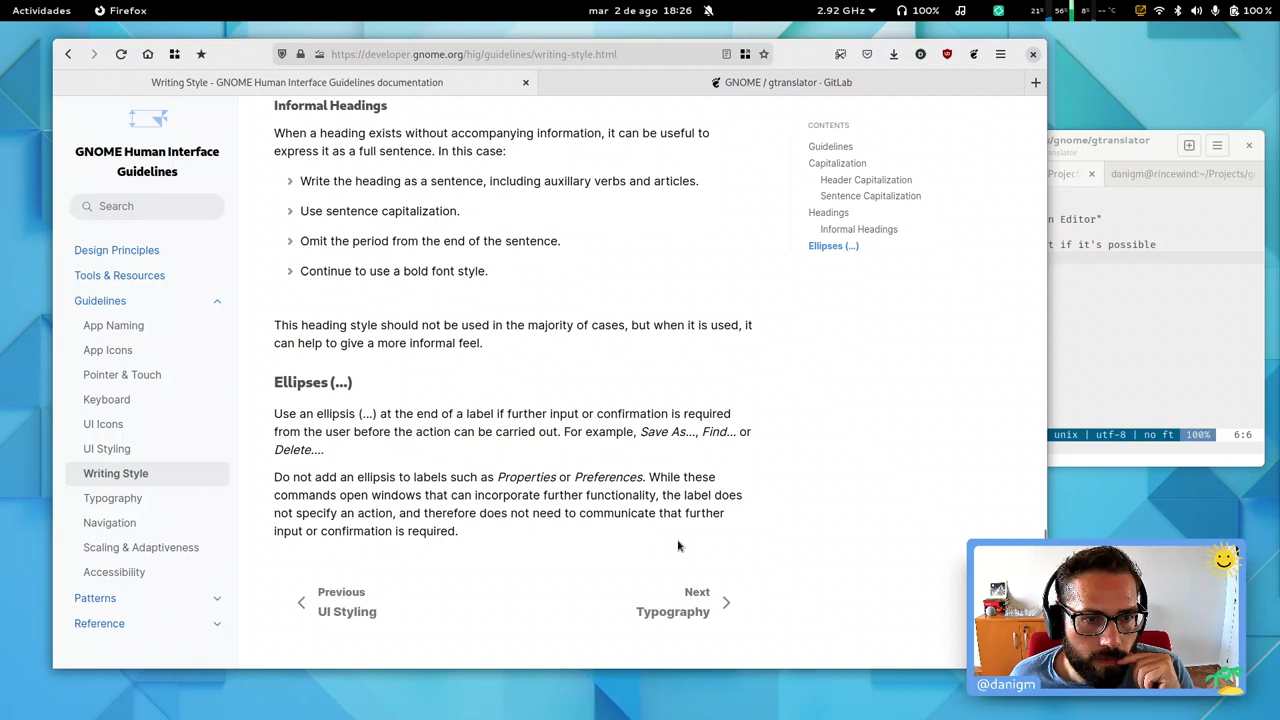 Actividades
Firefox
mar 2 de ago 18:26
2.92 GHz
100%
21%
56%
8%
-- °C
100 %
https://developer.gnome.org/hig/guidelines/writing-style.html
Writing Style - GNOME Human Interface Guidelines documentation
GNOME / gtranslator · GitLab
GNOME Human Interface
Guidelines
Search
Design Principles
Tools & Resources
Guidelines
App Naming
App Icons
Pointer & Touch
Keyboard
UI Icons
UI Styling
Writing Style
Typography
Navigation
Scaling & Adaptiveness
Accessibility
Patterns
Reference
Informal Headings
When a heading exists without accompanying information, it can be useful to
express it as a full sentence. In this case:
Write the heading as a sentence, including auxillary verbs and articles.
Use sentence capitalization.
Omit the period from the end of the sentence.
Continue to use a bold font style.
This heading style should not be used in the majority of cases, but when it is used, it
can help to give a more informal feel.
Ellipses (…)
Use an ellipsis (…) at the end of a label if further input or confirmation is required
from the user before the action can be carried out. For example, Save As…, Find… or
Delete….
Do not add an ellipsis to labels such as Properties or Preferences. While these
commands open windows that can incorporate further functionality, the label does
not specify an action, and therefore does not need to communicate that further
input or confirmation is required.
Previous
UI Styling
Next
Typography
CONTENTS
Guidelines
Capitalization
Header Capitalization
Sentence Capitalization
Headings
Informal Headings
Ellipses (…)
s/gnome/gtranslator
nslator
Projec
danigm@rincewind:~/Projects/g
n Editor"
t if it's possible
unix | utf-8 | no ft
100%
6:6
@danigm